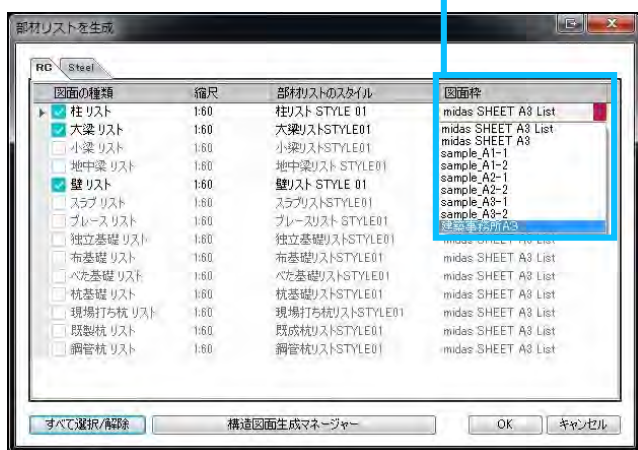 部材リストを生成
RC Steel
図面の種類 縮尺 部材リストのスタイル 図面枠
柱 リスト 1:60 柱リスト STYLE 01 midas SHEET A3 List
大梁 リスト 1:60 大梁リストSTYLE01 midas SHEET A3 List
midas SHEET A3
小梁 リスト 1:60 小梁リストSTYLE01 sample_A1-1
地中梁 リスト 1:60 地中梁リスト STYLE01 sample_A1-2
sample_A2-1
壁 リスト 1:60 壁リスト STYLE 01 sample_A2-2
スラブ リスト 1:60 スラブリストSTYLE01 sample_A3-1
sample_A3-2
ブレース リスト 1:60 ブレースリスト STYLE01 建築事務所A3
独立基礎 リスト 1:60 独立基礎リストSTYLE01 midas SHEET A3 List
布基礎 リスト 1:60 布基礎リストSTYLE01 midas SHEET A3 List
べた基礎 リスト 1:60 べた基礎リストSTYLE01 midas SHEET A3 List
杭基礎 リスト 1:60 杭基礎リストSTYLE01 midas SHEET A3 List
現場打ち杭 リスト 1:60 現場打ち杭リストSTYLE01 midas SHEET A3 List
既製杭 リスト 1:60 既成杭リストSTYLE01 midas SHEET A3 List
鋼管杭 リスト 1:60 鋼管杭リストSTYLE01 midas SHEET A3 List
すべて選択/解除 構造図面生成マネージャー OK キャンセル